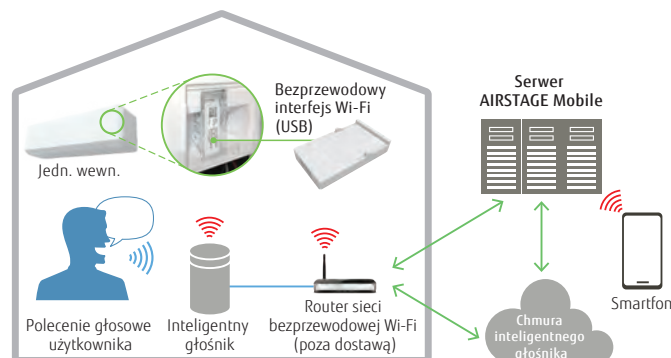 Bezprzewodowy
interfejs Wi-Fi
(USB)
Serwer
AIRSTAGE Mobile
Jedn. wewn.
Polecenie głosowe
użytkownika
Inteligentny
głośnik
Router sieci
bezprzewodowej Wi-Fi
(poza dostawą)
Chmura
inteligentnego
głośnika
Smartfon